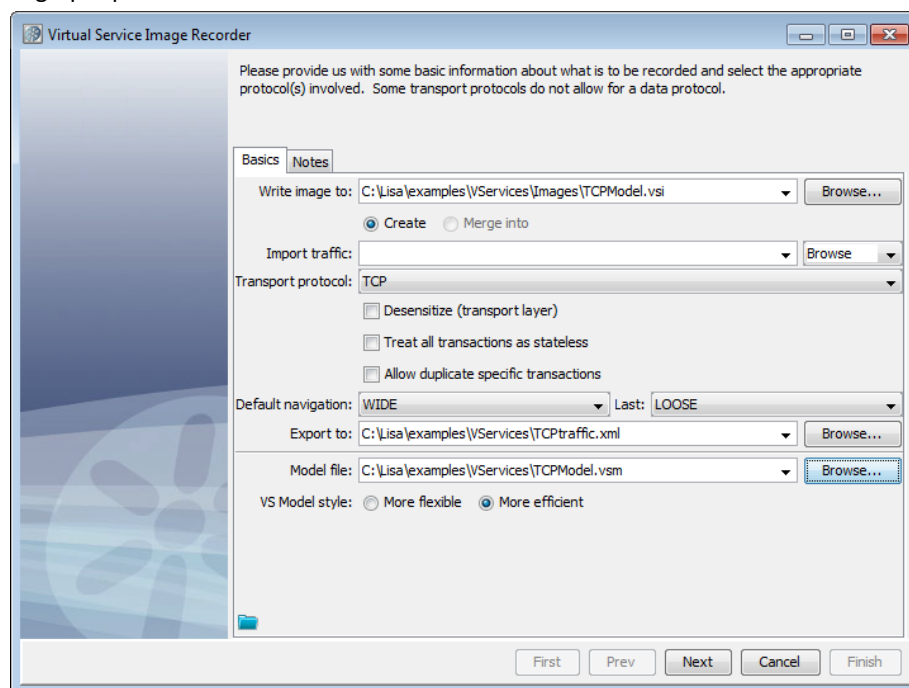 Virtual Service Image Recorder
Please provide us with some basic information about what is to be recorded and select the appropriate
protocol(s) involved. Some transport protocols do not allow for a data protocol.
Basics Notes
Write image to: C:\Lisa\examples\VServices\Images\TCPModel.vsi Browse...
Create Merge into
Import traffic: Browse
Transport protocol: TCP
Desensitize (transport layer)
Treat all transactions as stateless
Allow duplicate specific transactions
Default navigation: WIDE Last: LOOSE
Export to: C:\Lisa\examples\VServices\TCPtraffic.xml Browse...
Model file: C:\Lisa\examples\VServices\TCPModel.vsm Browse...
VS Model style: More flexible More efficient
First Prev Next Cancel Finish